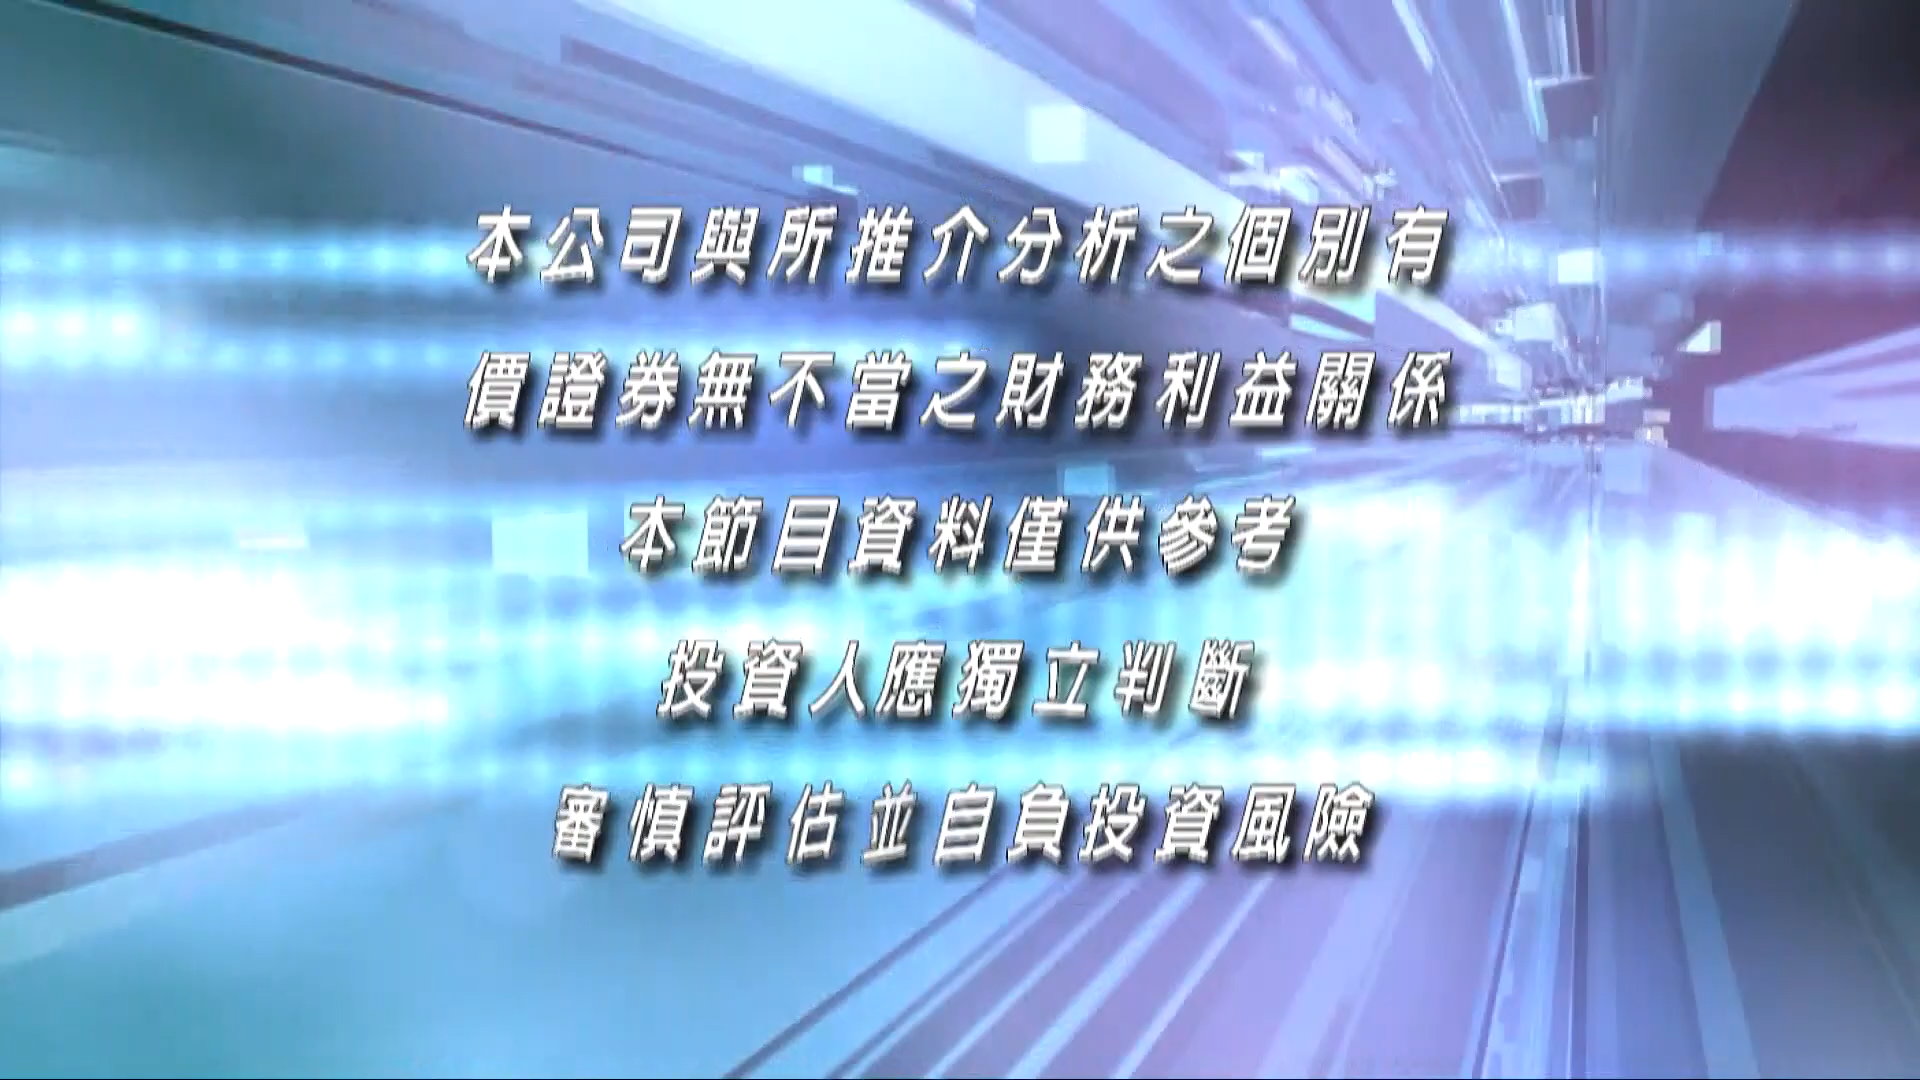 本公司與所推介分析之個別有
價證券無不當之財務利益關係
本節目資料僅供參考
投資人應獨立判斷
審慎評估並自負投資風險